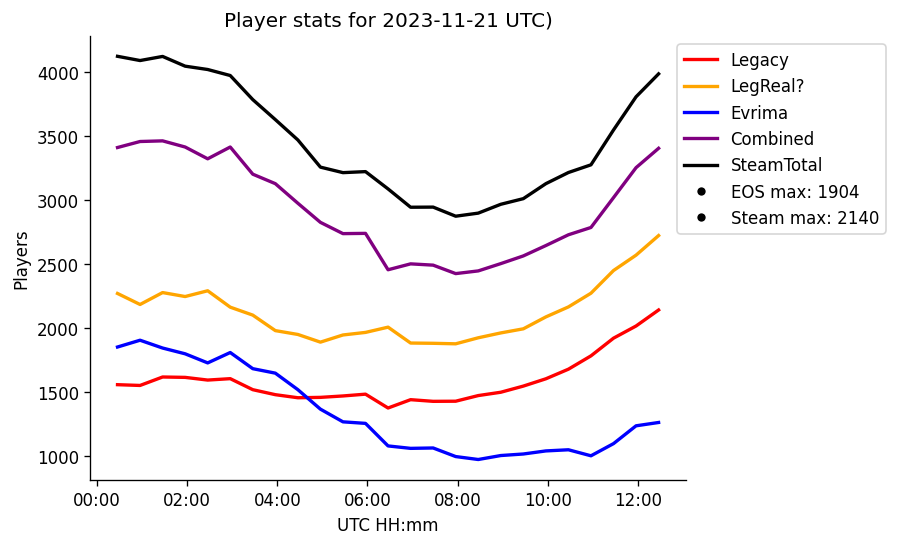 Player stats for 2023-11-21 UTC)
Players
4000
3500
3000
2500
2000
1500
1000
00:00 02:00 04:00 06:00 08:00 10:00 12:00
UTC HH:mm
Legacy
LegReal?
Evrima
Combined
SteamTotal
EOS max: 1904
Steam max: 2140